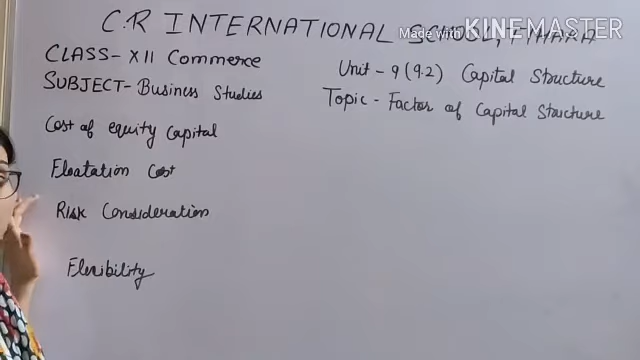 C.R INTERNATIONAL SCHOOL,
Made with KINEMASTER
CLASS- XII Commerce
SUBJECT- Business Studies
Unit - 9 (9.2) Capital Structure
Topic - Factor of Capital Structure
Cost of equity Capital
Floatation Cost
Risk Consideration
Flexibility